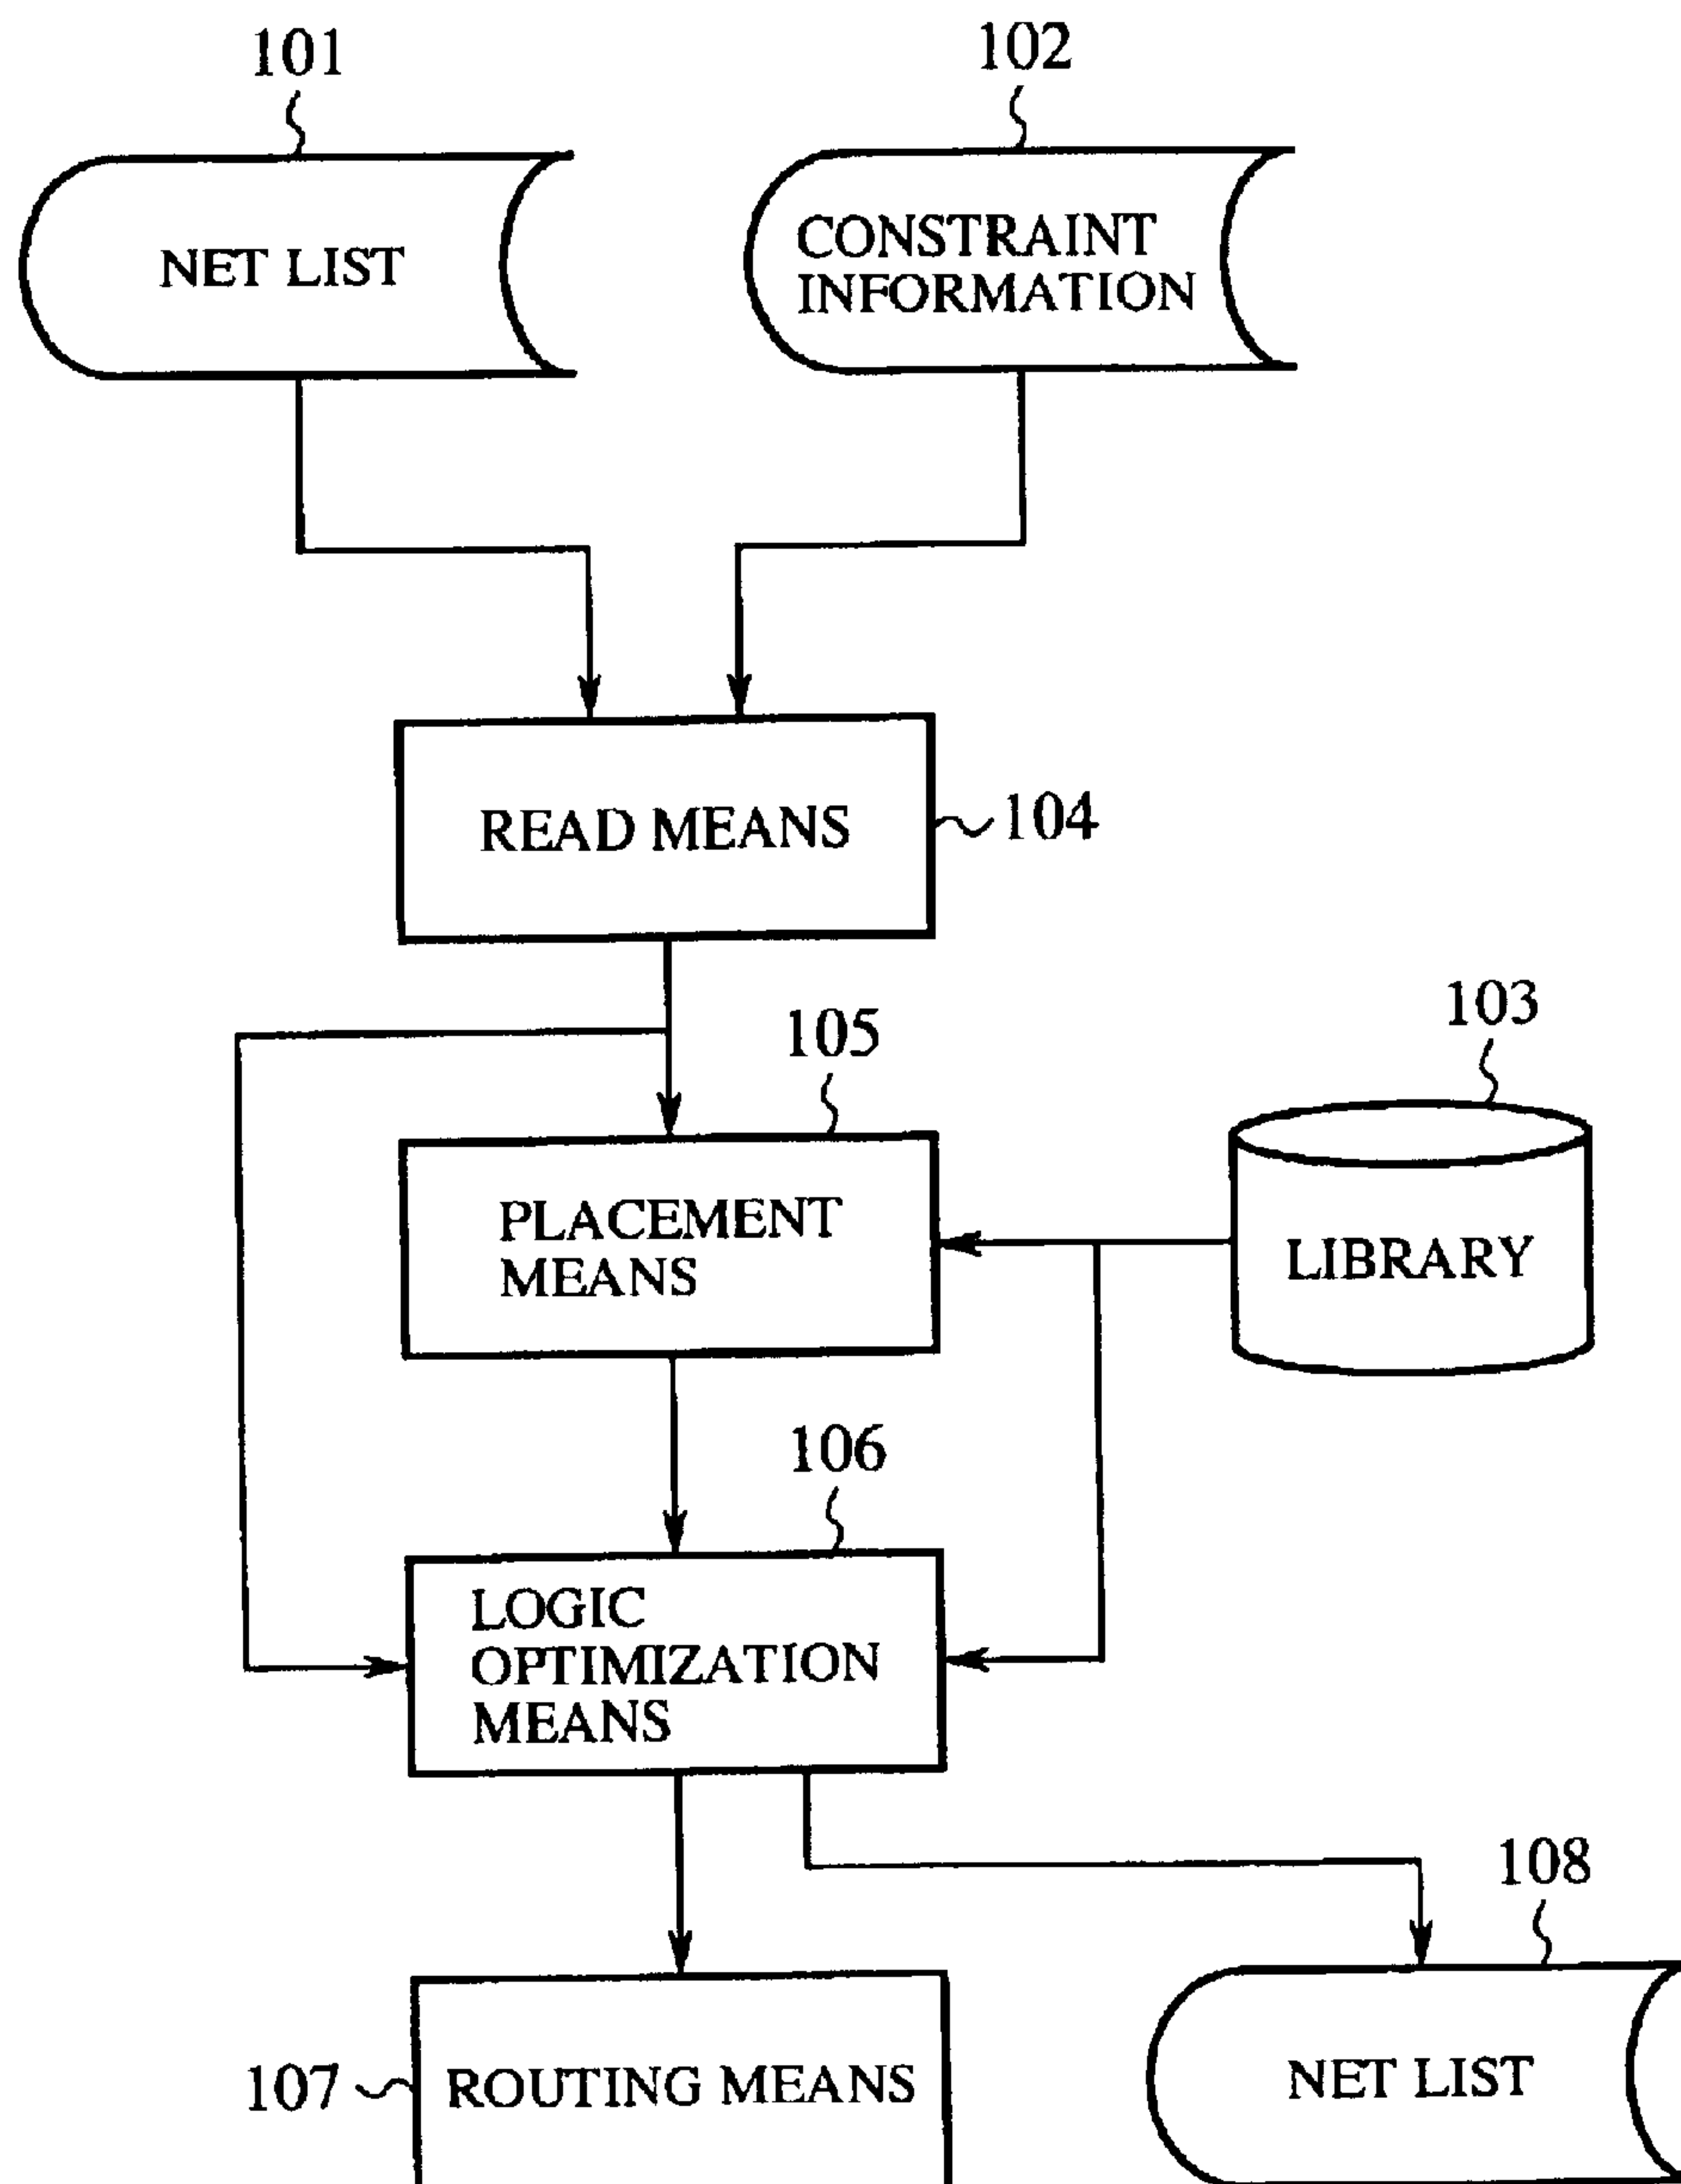 101
102
NET LIST
CONSTRAINT
INFORMATION
READ MEANS
104
103
105
PLACEMENT
MEANS
LIBRARY
106
LOGIC
OPTIMIZATION
MEANS
108
107
ROUTING MEANS
NET LIST